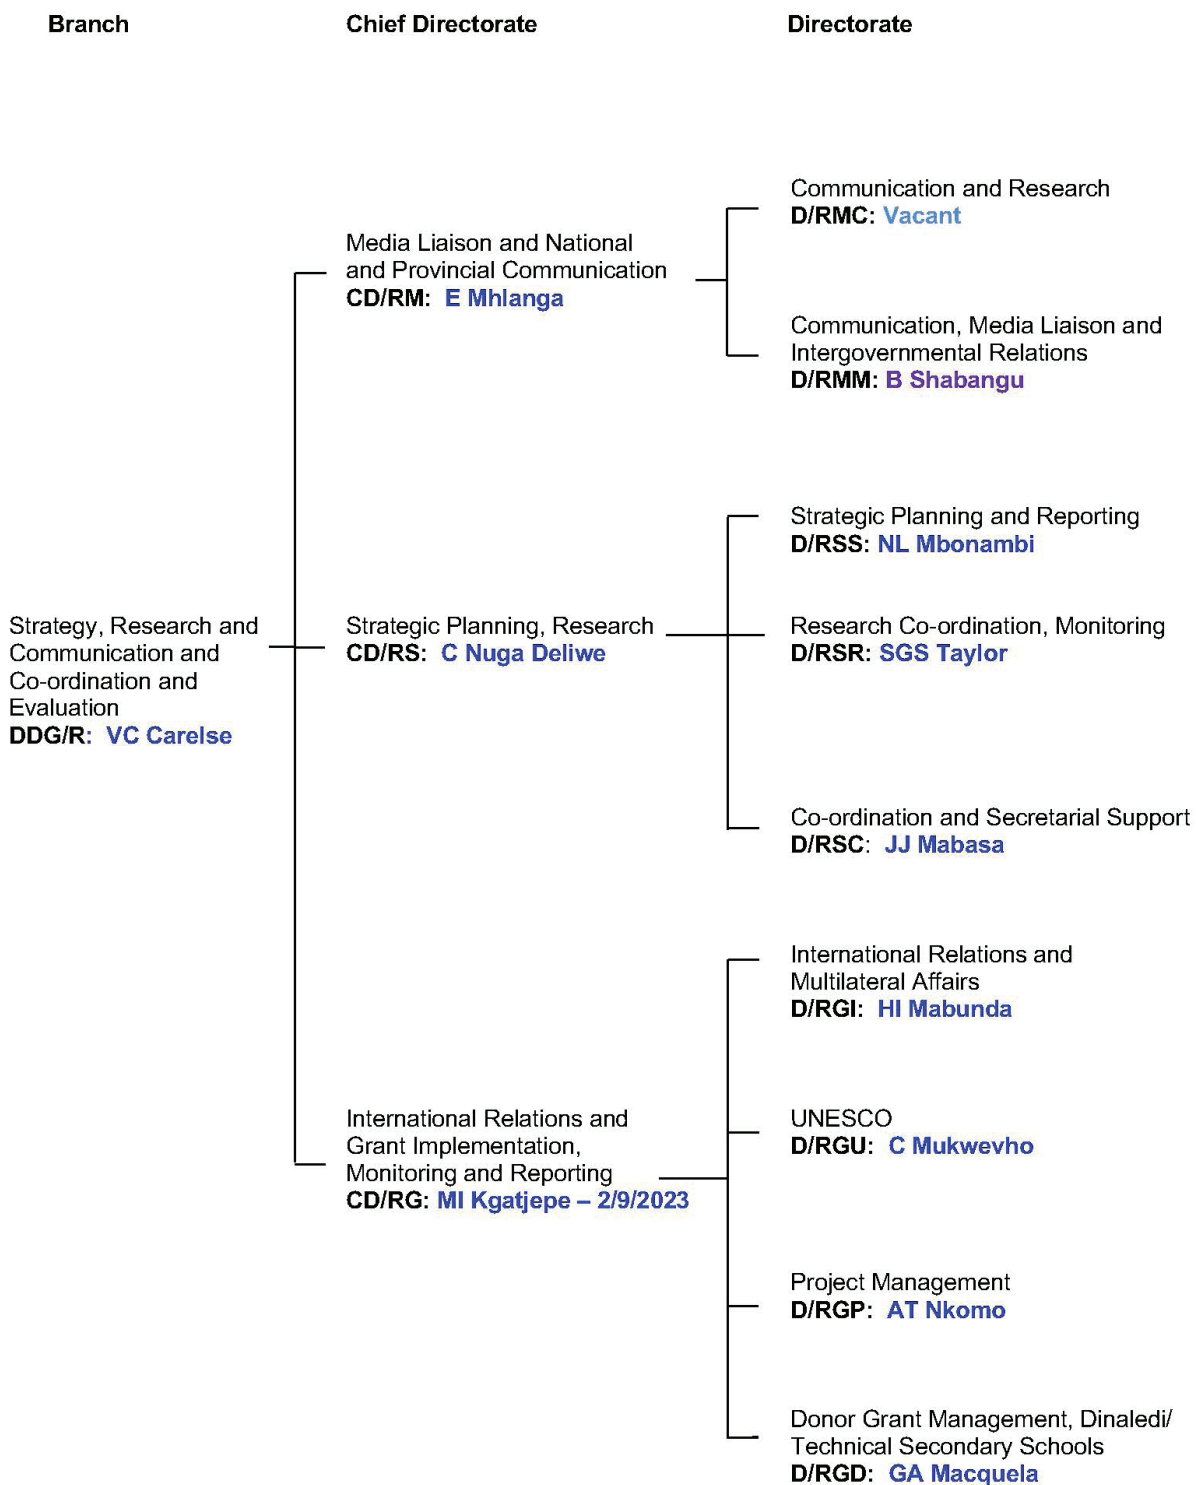 Branch
Chief Directorate
Directorate
Strategy, Research and
Communication and
Co-ordination and
Evaluation
DDG/R: VC Carelse
Media Liaison and National
and Provincial Communication
CD/RM: E Mhlanga
Communication and Research
D/RMC: Vacant
Communication, Media Liaison and
Intergovernmental Relations
D/RMM: B Shabangu
Strategic Planning, Research
CD/RS: C Nuga Deliwe
Strategic Planning and Reporting
D/RSS: NL Mbonambi
Research Co-ordination, Monitoring
D/RSR: SGS Taylor
Co-ordination and Secretarial Support
D/RSC: JJ Mabasa
International Relations and
Grant Implementation,
Monitoring and Reporting
CD/RG: MI Kgatjepe – 2/9/2023
International Relations and
Multilateral Affairs
D/RGI: HI Mabunda
UNESCO
D/RGU: C Mukwevho
Project Management
D/RGP: AT Nkomo
Donor Grant Management, Dinaledi/
Technical Secondary Schools
D/RGD: GA Macquela